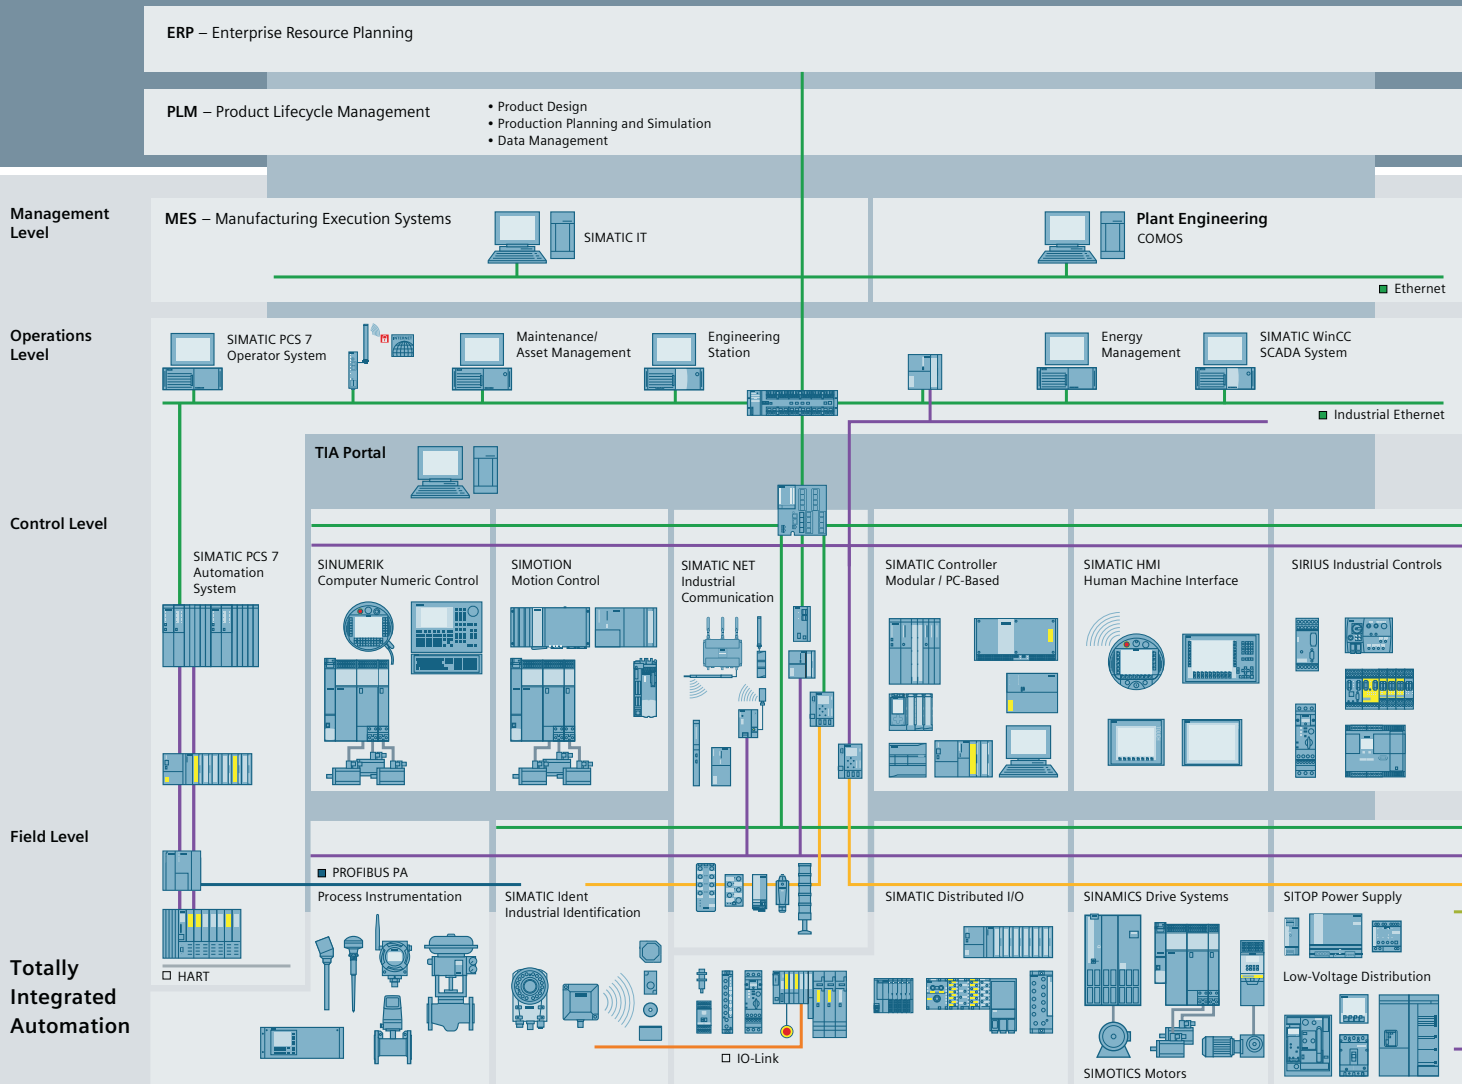 ERP – Enterprise Resource Planning
PLM – Product Lifecycle Management
• Product Design
• Production Planning and Simulation
• Data Management
Management
Level
MES – Manufacturing Execution Systems
SIMATIC IT
Plant Engineering
COMOS
Ethernet
Operations
Level
SIMATIC PCS 7
Operator System
INTERNET
Maintenance/
Asset Management
Engineering
Station
Energy
Management
SIMATIC WinCC
SCADA System
Industrial Ethernet
TIA Portal
Control Level
SIMATIC PCS 7
Automation
System
SINUMERIK
Computer Numeric Control
SIMOTION
Motion Control
SIMATIC NET
Industrial
Communication
SIMATIC Controller
Modular / PC-Based
SIMATIC HMI
Human Machine Interface
SIRIUS Industrial Controls
Field Level
PROFIBUS PA
Process Instrumentation
SIMATIC Ident
Industrial Identification
SIMATIC Distributed I/O
SINAMICS Drive Systems
SITOP Power Supply
Low-Voltage Distribution
HART
Totally
Integrated
Automation
IO-Link
SIMOTICS Motors